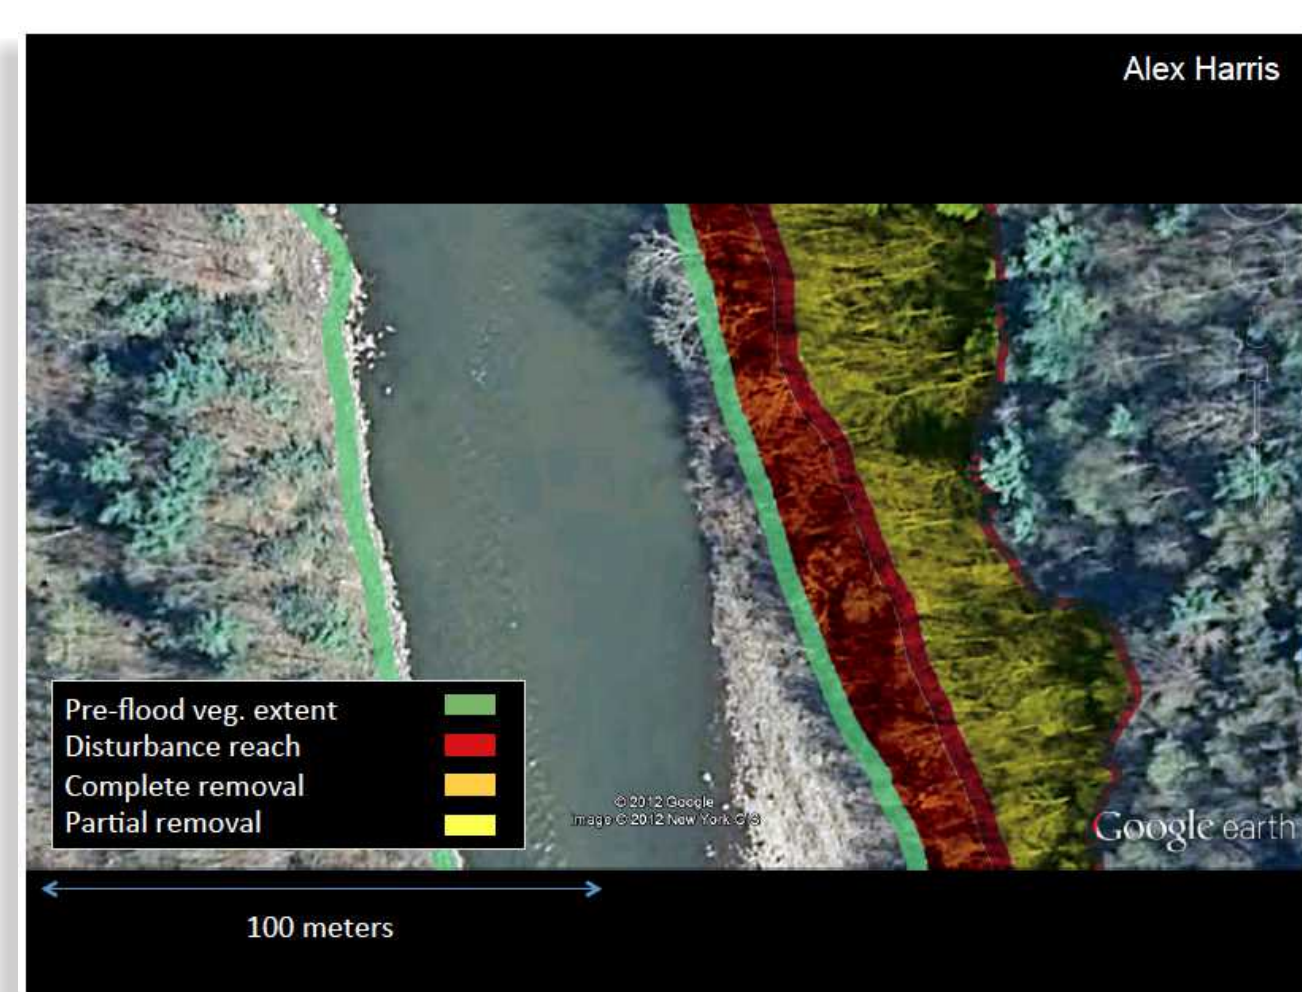 Alex Harris
Pre-flood veg. extent
Disturbance reach
Complete removal
Partial removal
© 2012 Google
Image © 2012 New York GIS
Google earth
100 meters